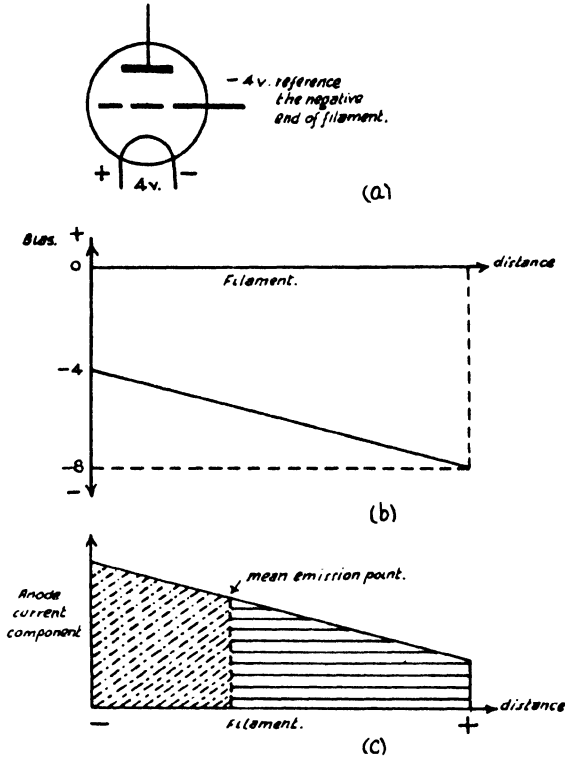 – 4v. reference
the negative
end of filament.
+ 4v. –
(a)
Bias. +
0
distance
Filament.
–4
–8
–
(b)
mean emission point.
Anode
current
component
distance
– Filament. +
(c)